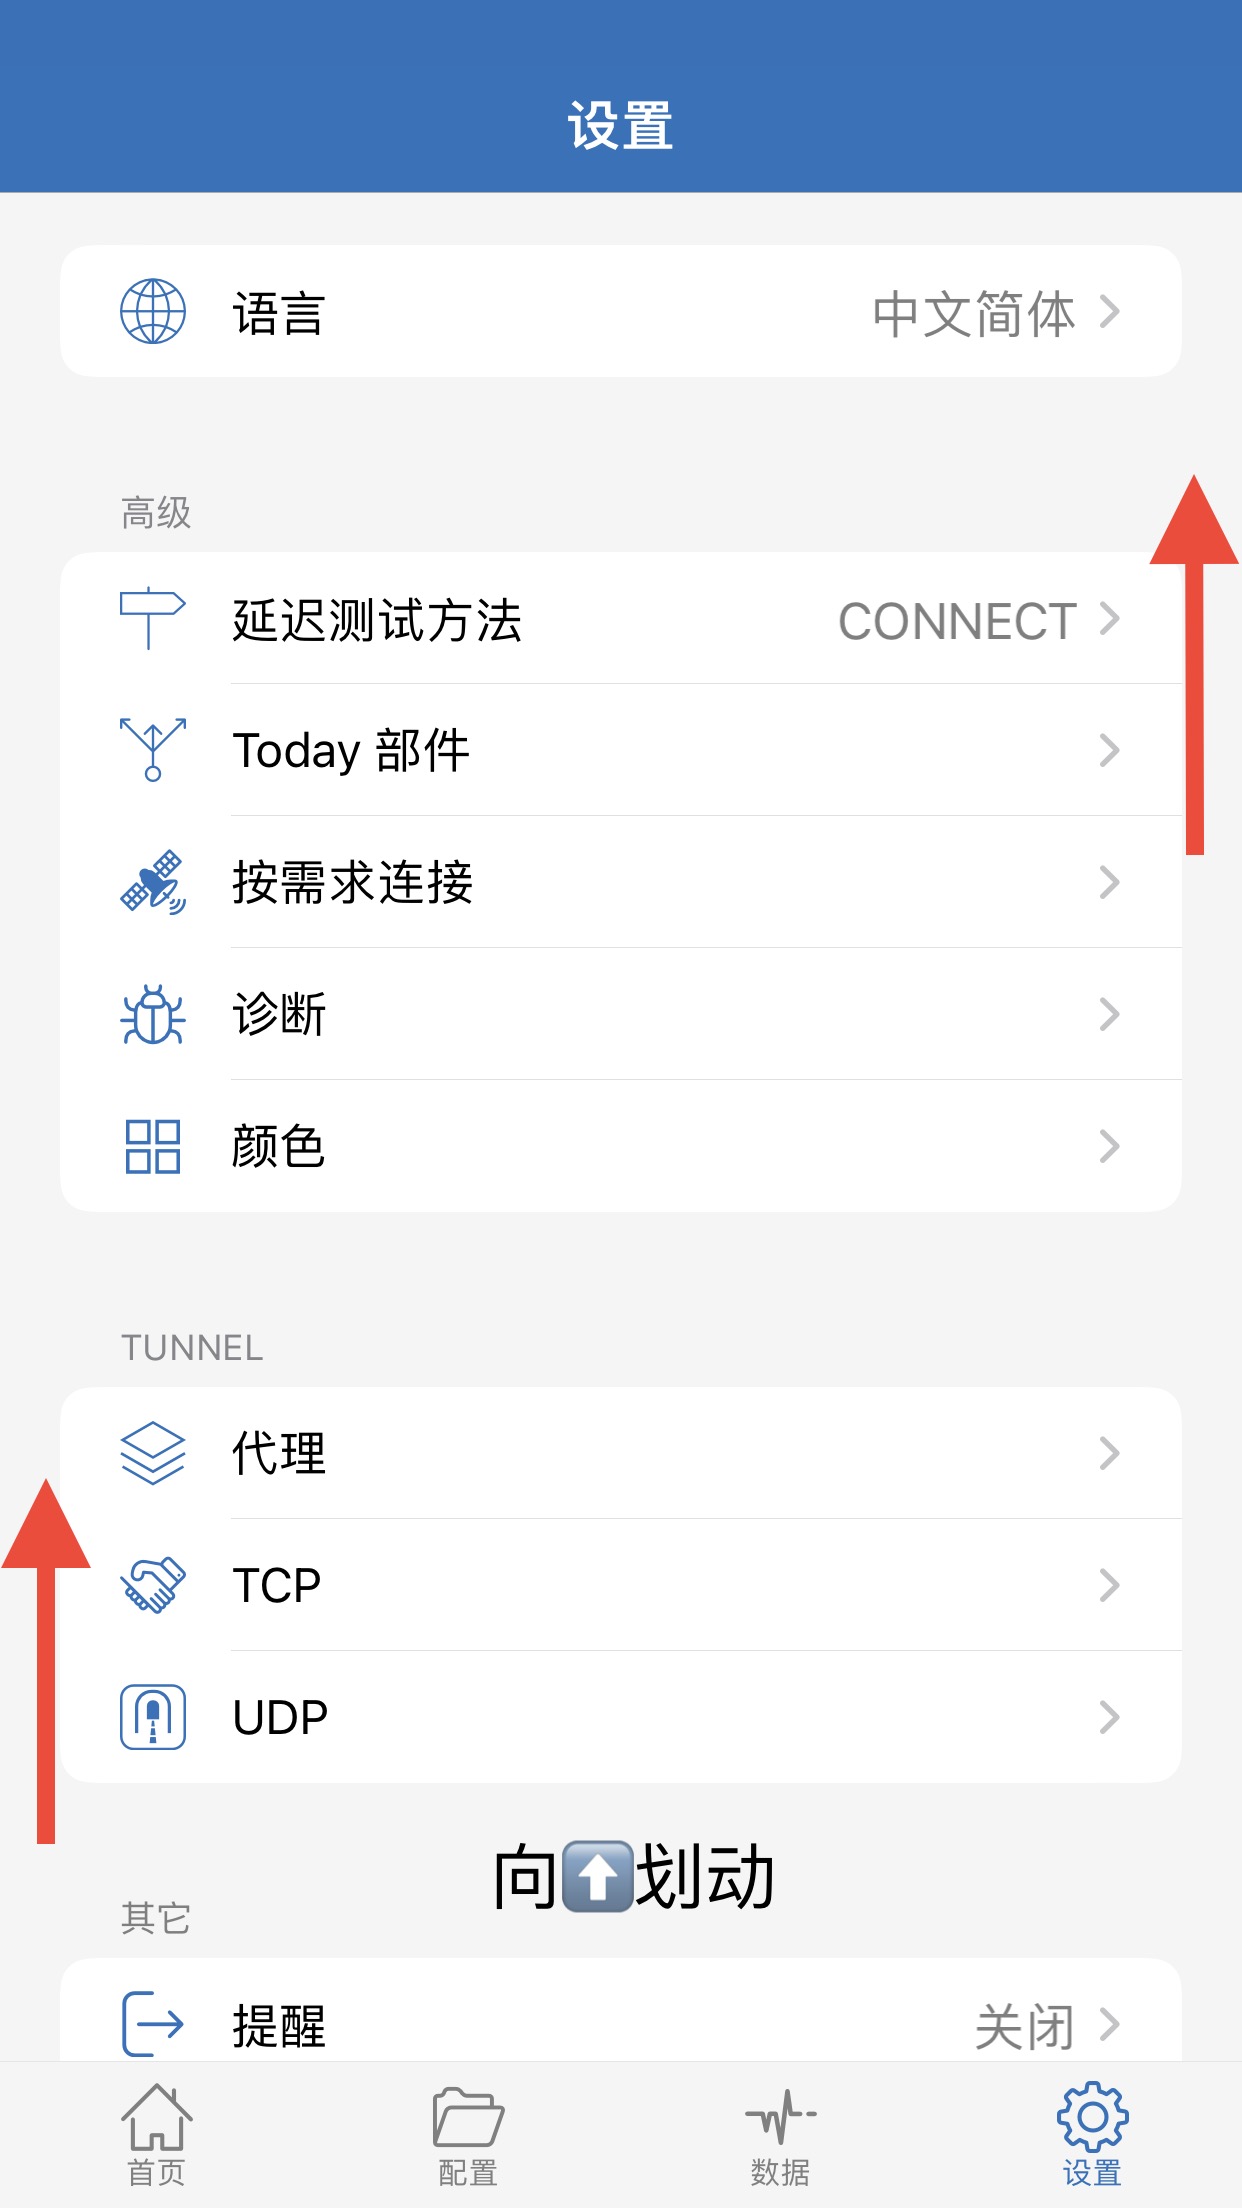 设置
语言 中文简体
高级
延迟测试方法 CONNECT
Today 部件
按需求连接
诊断
颜色
TUNNEL
代理
TCP
UDP
向⬆️划动
其它
提醒 关闭
首页 配置 数据 设置